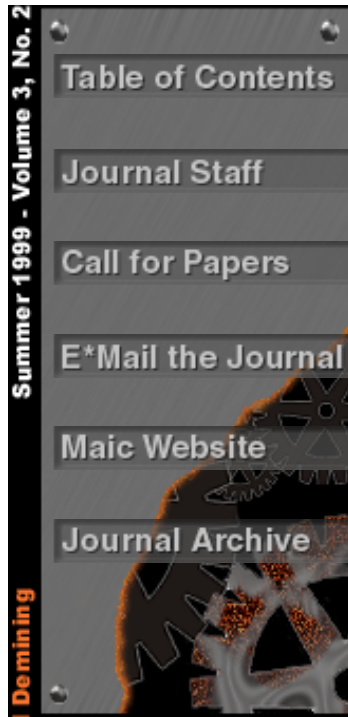 Summer 1999 - Volume 3, No. 2
Demining
Table of Contents
Journal Staff
Call for Papers
E*Mail the Journal
Maic Website
Journal Archive